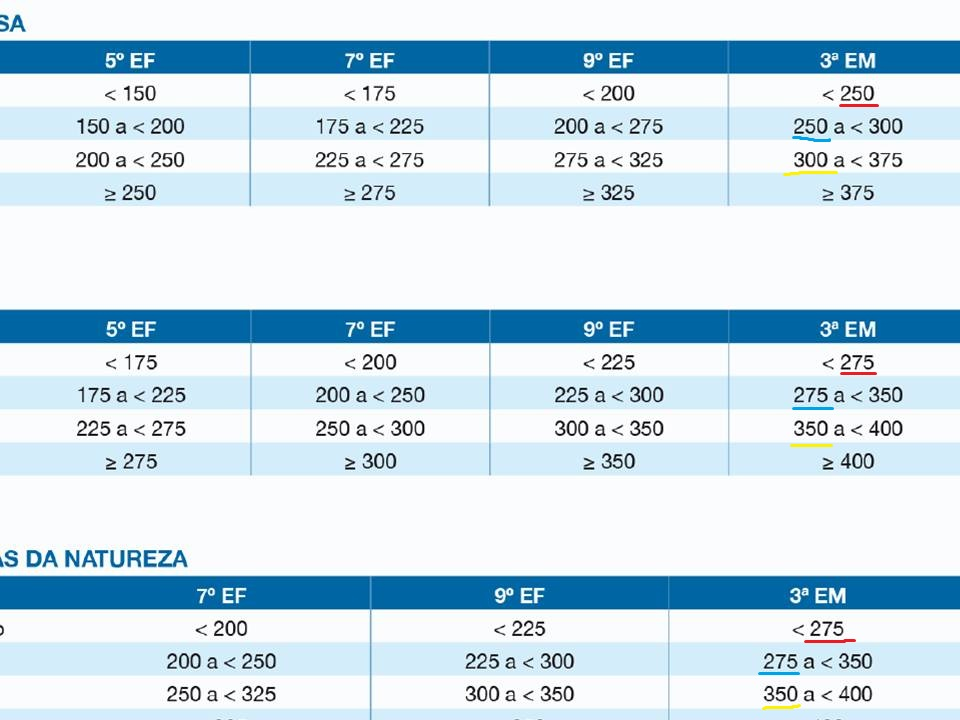 SA
5º EF 7º EF 9º EF 3ª EM
< 150 < 175 < 200 < 250
150 a < 200 175 a < 225 200 a < 275 250 a < 300
200 a < 250 225 a < 275 275 a < 325 300 a < 375
≥ 250 ≥ 275 ≥ 325 ≥ 375
5º EF 7º EF 9º EF 3ª EM
< 175 < 200 < 225 < 275
175 a < 225 200 a < 250 225 a < 300 275 a < 350
225 a < 275 250 a < 300 300 a < 350 350 a < 400
≥ 275 ≥ 300 ≥ 350 ≥ 400
AS DA NATUREZA
7º EF 9º EF 3ª EM
o < 200 < 225 < 275
200 a < 250 225 a < 300 275 a < 350
250 a < 325 300 a < 350 350 a < 400